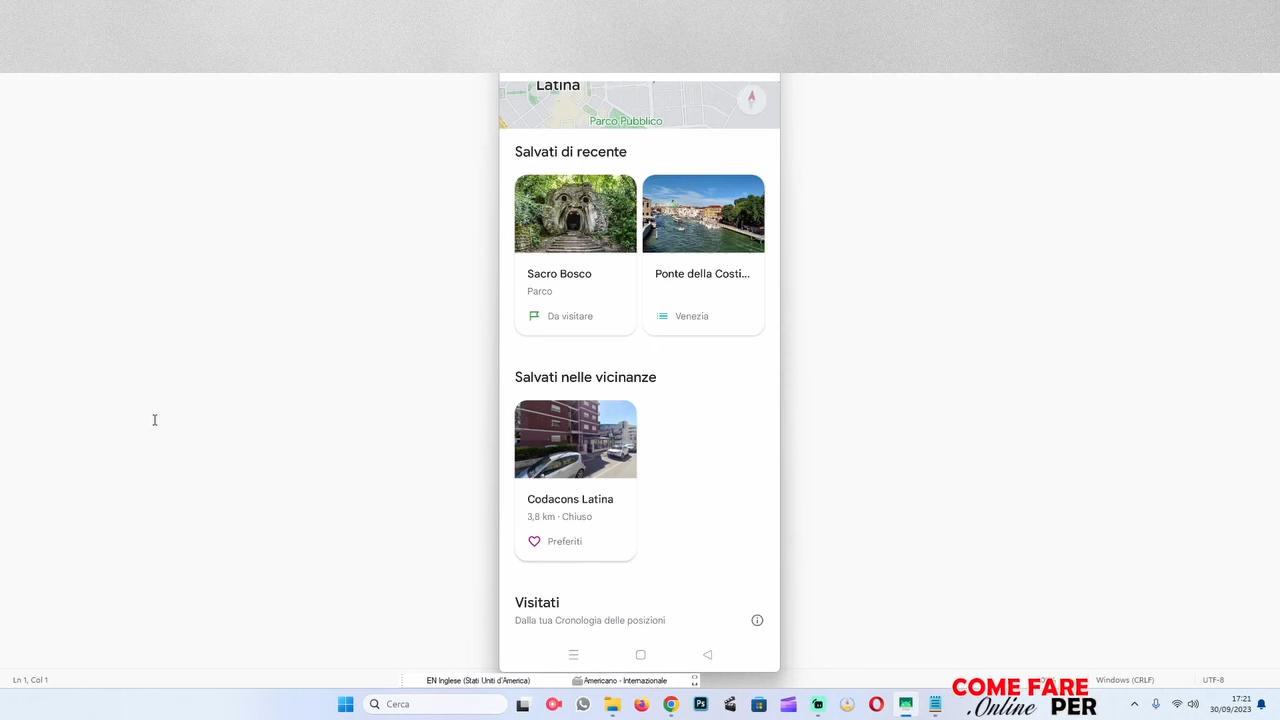 Latina
Parco Pubblico
Salvati di recente
Sacro Bosco
Parco
Da visitare
Ponte della Costi...
Venezia
Salvati nelle vicinanze
Codacons Latina
3,8 km · Chiuso
Preferiti
Visitati
Dalla tua Cronologia delle posizioni
Ln 1, Col 1
EN Inglese (Stati Uniti d'America)
Americano - Internazionale
Windows (CRLF)
UTF-8
Cerca
COME FARE
.Online PER
17:21
30/09/2023